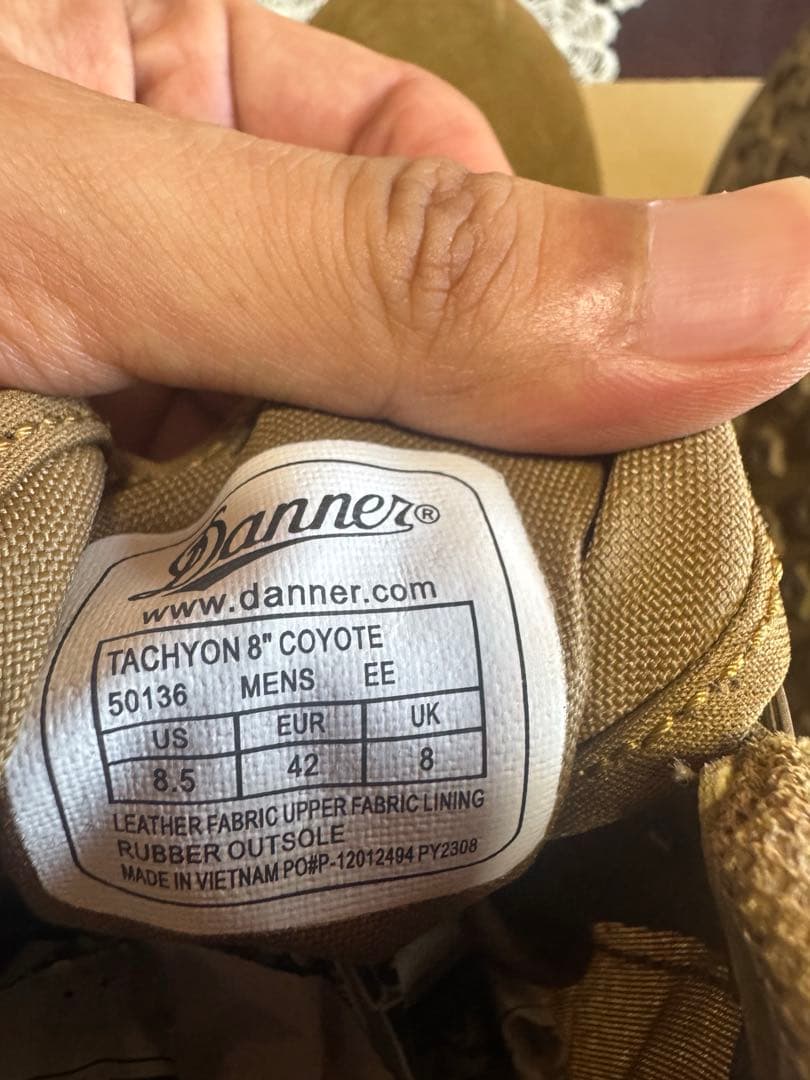 Danner®
www.danner.com
TACHYON 8" COYOTE
50136 MENS EE
US EUR UK
8.5 42 8
LEATHER FABRIC UPPER FABRIC LINING
RUBBER OUTSOLE
MADE IN VIETNAM PO#P-12012494 PY2308